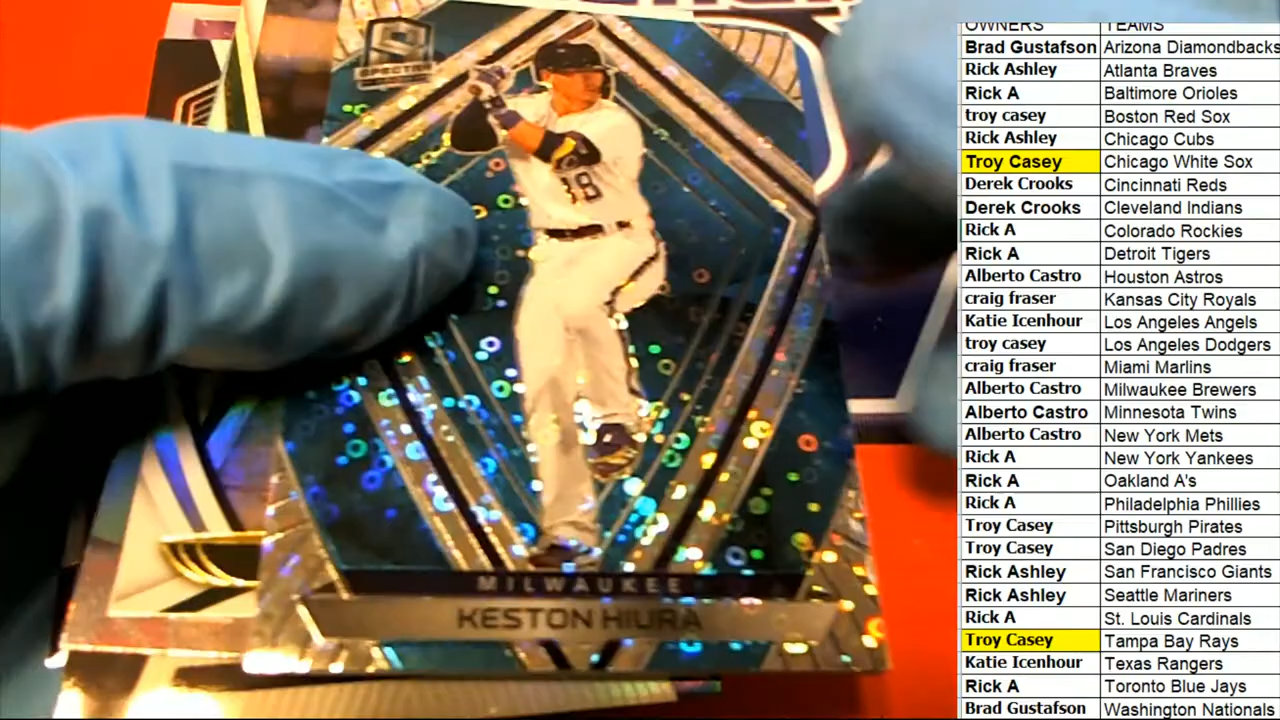 SPECTRA
18
MILWAUKEE
KESTON HIURA
OWNERS TEAMS
Brad Gustafson Arizona Diamondbacks
Rick Ashley Atlanta Braves
Rick A Baltimore Orioles
troy casey Boston Red Sox
Rick Ashley Chicago Cubs
Troy Casey Chicago White Sox
Derek Crooks Cincinnati Reds
Derek Crooks Cleveland Indians
Rick A Colorado Rockies
Rick A Detroit Tigers
Alberto Castro Houston Astros
craig fraser Kansas City Royals
Katie Icenhour Los Angeles Angels
troy casey Los Angeles Dodgers
craig fraser Miami Marlins
Alberto Castro Milwaukee Brewers
Alberto Castro Minnesota Twins
Alberto Castro New York Mets
Rick A New York Yankees
Rick A Oakland A's
Rick A Philadelphia Phillies
Troy Casey Pittsburgh Pirates
Troy Casey San Diego Padres
Rick Ashley San Francisco Giants
Rick Ashley Seattle Mariners
Rick A St. Louis Cardinals
Troy Casey Tampa Bay Rays
Katie Icenhour Texas Rangers
Rick A Toronto Blue Jays
Brad Gustafson Washington Nationals